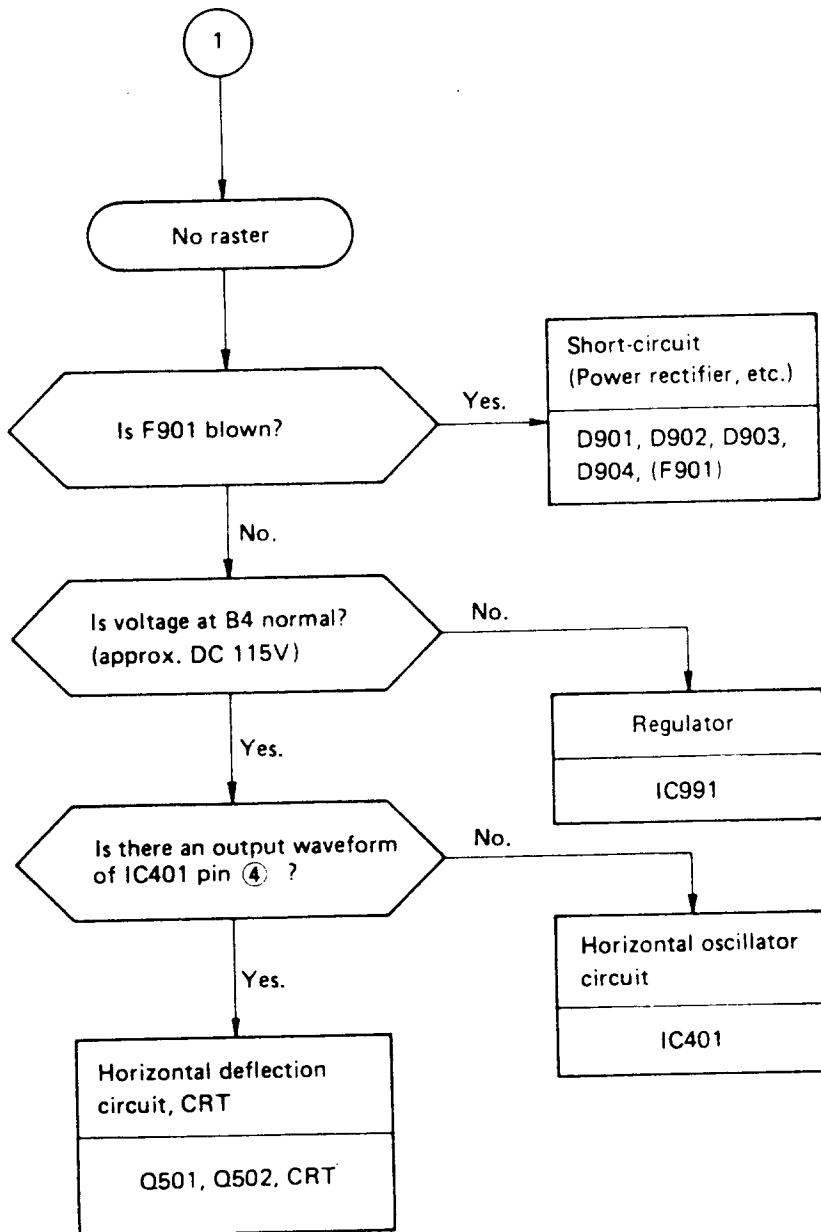 1
No raster
Is F901 blown?
Yes.
Short-circuit
(Power rectifier, etc.)
D901, D902, D903,
D904, (F901)
No.
Is voltage at B4 normal?
(approx. DC 115V)
No.
Regulator
IC991
Yes.
Is there an output waveform
of IC401 pin ④ ?
No.
Horizontal oscillator
circuit
IC401
Yes.
Horizontal deflection
circuit, CRT
Q501, Q502, CRT